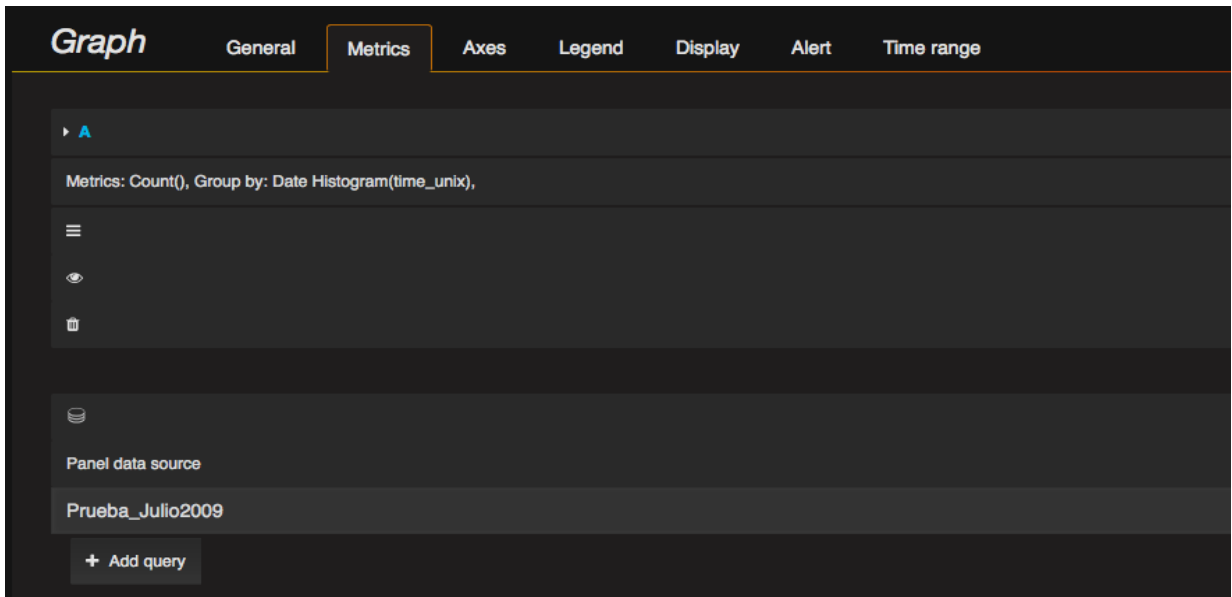 Graph General Metrics Axes Legend Display Alert Time range
A
Metrics: Count(), Group by: Date Histogram(time_unix),
Panel data source
Prueba_Julio2009
+ Add query